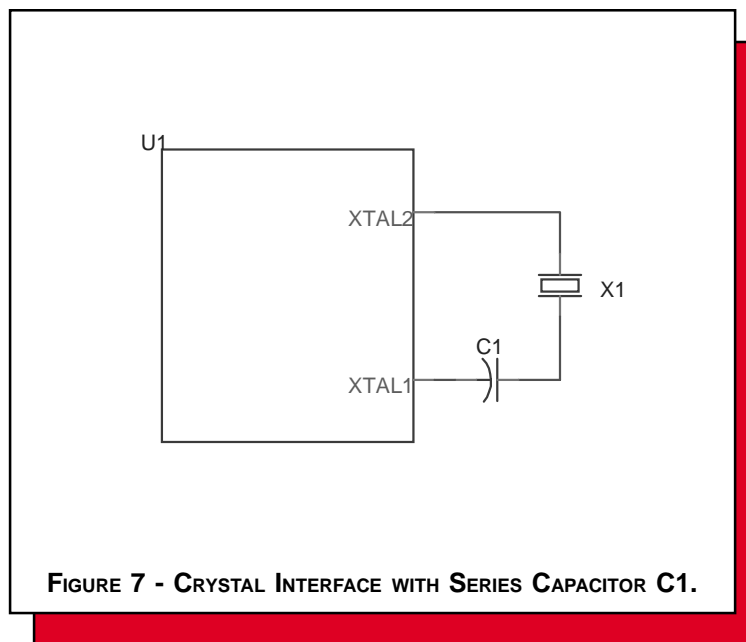 U1
XTAL2
X1
C1
XTAL1
FIGURE 7 - CRYSTAL INTERFACE WITH SERIES CAPACITOR C1.